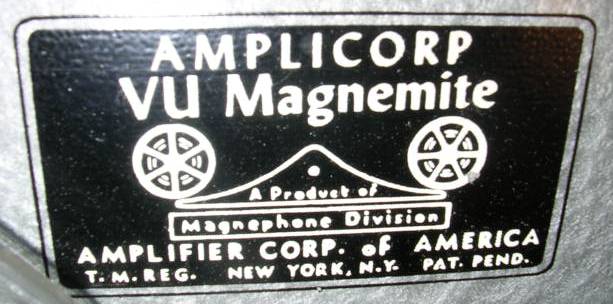 AMPLICORP
VU Magnemite
A Product of
Magnephone Division
AMPLIFIER CORP. of AMERICA
T. M. REG. NEW YORK, N.Y. PAT. PEND.